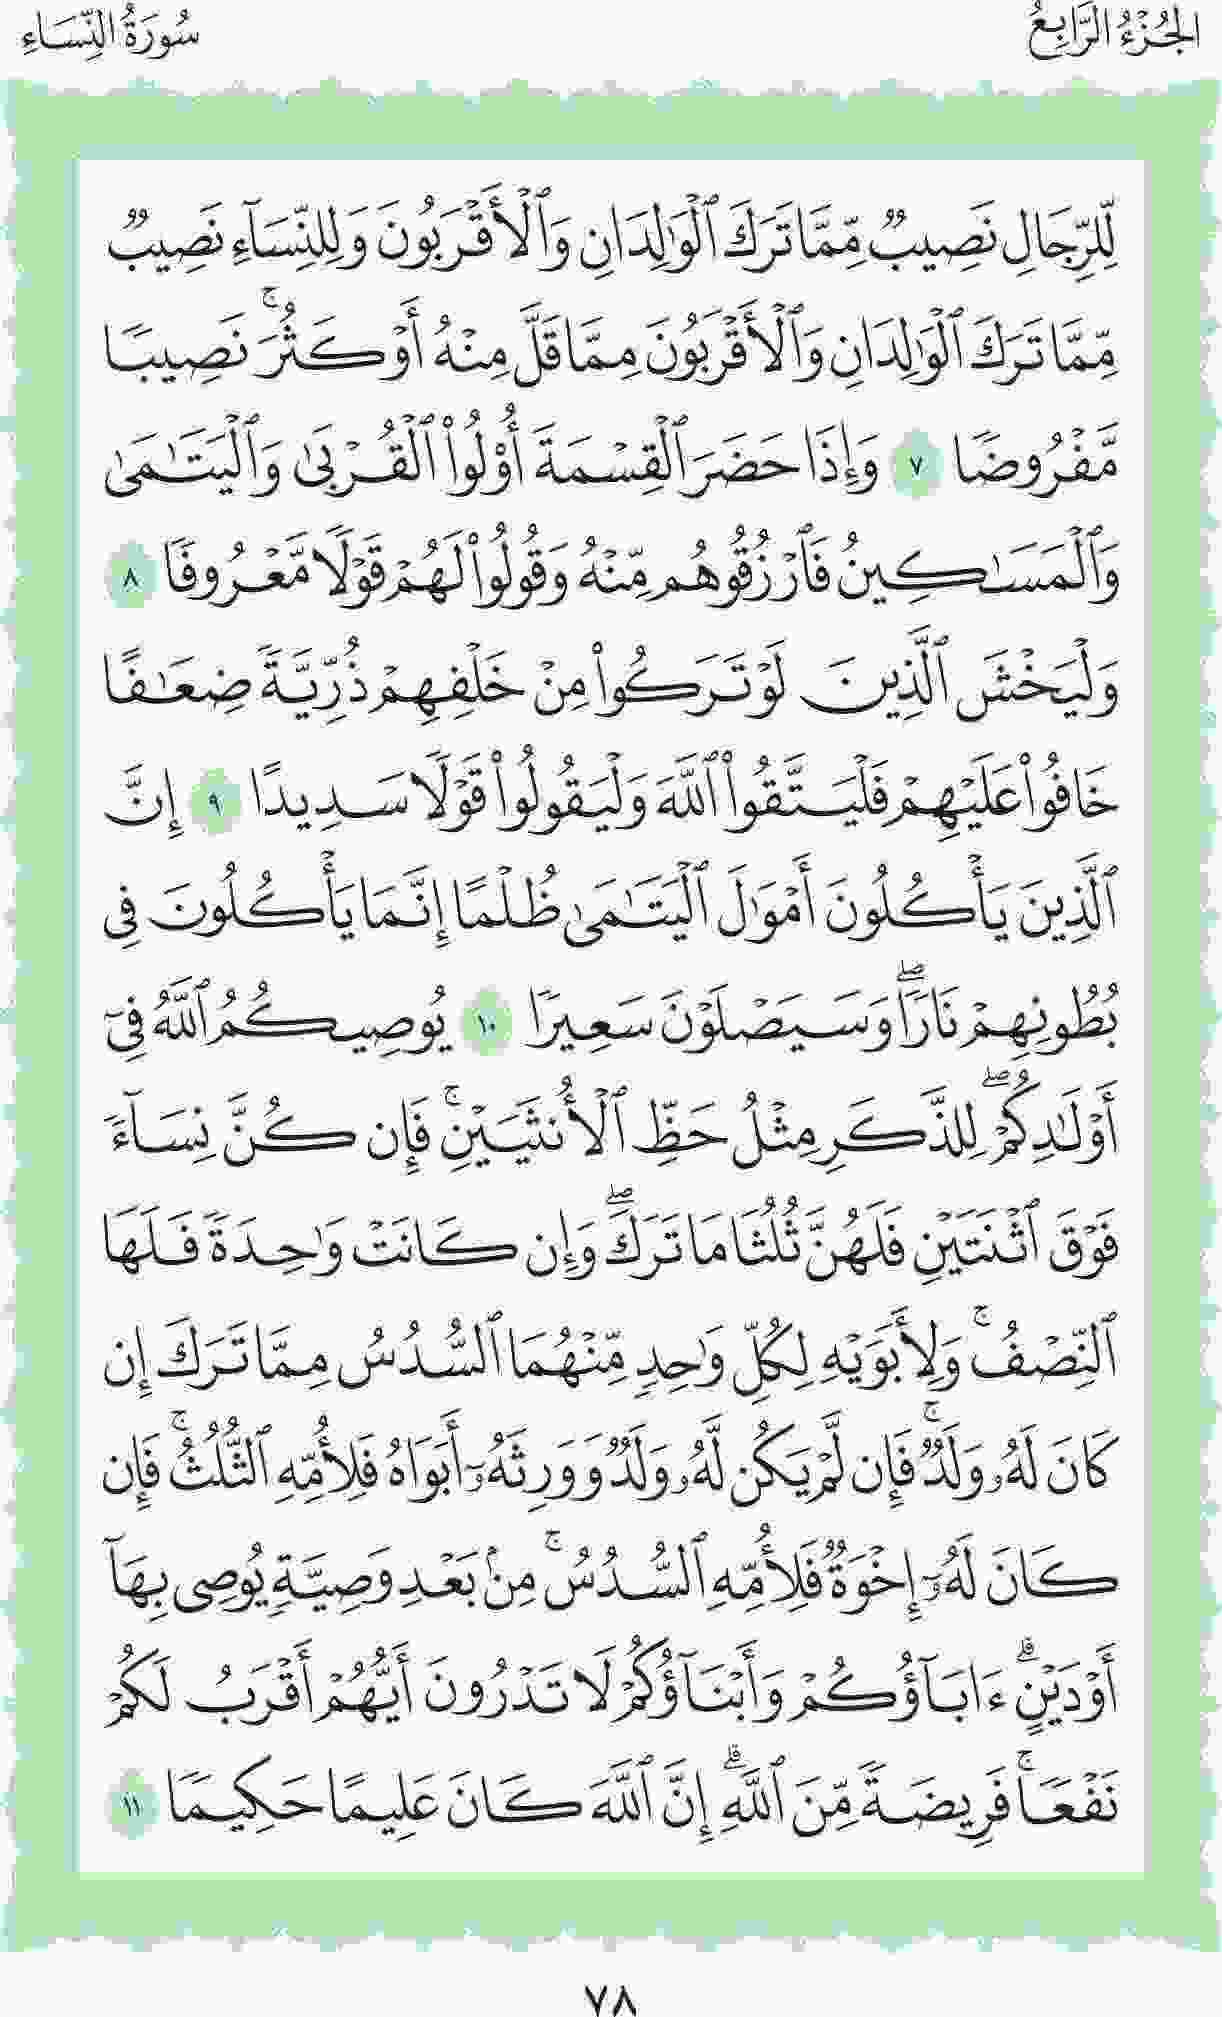 الجُزْءُ الرَّابِعُ
سُورَةُ النِّسَاءِ
لِّلرِّجَالِ نَصِيبٞ مِّمَّا تَرَكَ ٱلۡوَٰلِدَانِ وَٱلۡأَقۡرَبُونَ وَلِلنِّسَآءِ نَصِيبٞ
مِّمَّا تَرَكَ ٱلۡوَٰلِدَانِ وَٱلۡأَقۡرَبُونَ مِمَّا قَلَّ مِنۡهُ أَوۡ كَثُرَۚ نَصِيبٗا
مَّفۡرُوضٗا ٧ وَإِذَا حَضَرَ ٱلۡقِسۡمَةَ أُوْلُواْ ٱلۡقُرۡبَىٰ وَٱلۡيَتَٰمَىٰ
وَٱلۡمَسَٰكِينُ فَٱرۡزُقُوهُم مِّنۡهُ وَقُولُواْ لَهُمۡ قَوۡلٗا مَّعۡرُوفٗا ٨
وَلۡيَخۡشَ ٱلَّذِينَ لَوۡ تَرَكُواْ مِنۡ خَلۡفِهِمۡ ذُرِّيَّةٗ ضِعَٰفًا
خَافُواْ عَلَيۡهِمۡ فَلۡيَتَّقُواْ ٱللَّهَ وَلۡيَقُولُواْ قَوۡلٗا سَدِيدًا ٩ إِنَّ
ٱلَّذِينَ يَأۡكُلُونَ أَمۡوَٰلَ ٱلۡيَتَٰمَىٰ ظُلۡمًا إِنَّمَا يَأۡكُلُونَ فِي
بُطُونِهِمۡ نَارٗاۖ وَسَيَصۡلَوۡنَ سَعِيرٗا ١٠ يُوصِيكُمُ ٱللَّهُ فِيٓ
أَوۡلَٰدِكُمۡۖ لِلذَّكَرِ مِثۡلُ حَظِّ ٱلۡأُنثَيَيۡنِۚ فَإِن كُنَّ نِسَآءٗ
فَوۡقَ ٱثۡنَتَيۡنِ فَلَهُنَّ ثُلُثَا مَا تَرَكَۖ وَإِن كَانَتۡ وَٰحِدَةٗ فَلَهَا
ٱلنِّصۡفُۚ وَلِأَبَوَيۡهِ لِكُلِّ وَٰحِدٖ مِّنۡهُمَا ٱلسُّدُسُ مِمَّا تَرَكَ إِن
كَانَ لَهُۥ وَلَدٞۚ فَإِن لَّمۡ يَكُن لَّهُۥ وَلَدٞ وَوَرِثَهُۥٓ أَبَوَاهُ فَلِأُمِّهِ ٱلثُّلُثُۚ فَإِن
كَانَ لَهُۥٓ إِخۡوَةٞ فَلِأُمِّهِ ٱلسُّدُسُۚ مِنۢ بَعۡدِ وَصِيَّةٖ يُوصِي بِهَآ
أَوۡ دَيۡنٍۗ ءَابَآؤُكُمۡ وَأَبۡنَآؤُكُمۡ لَا تَدۡرُونَ أَيُّهُمۡ أَقۡرَبُ لَكُمۡ
نَفۡعٗاۚ فَرِيضَةٗ مِّنَ ٱللَّهِۗ إِنَّ ٱللَّهَ كَانَ عَلِيمًا حَكِيمٗا ١١
٧٨